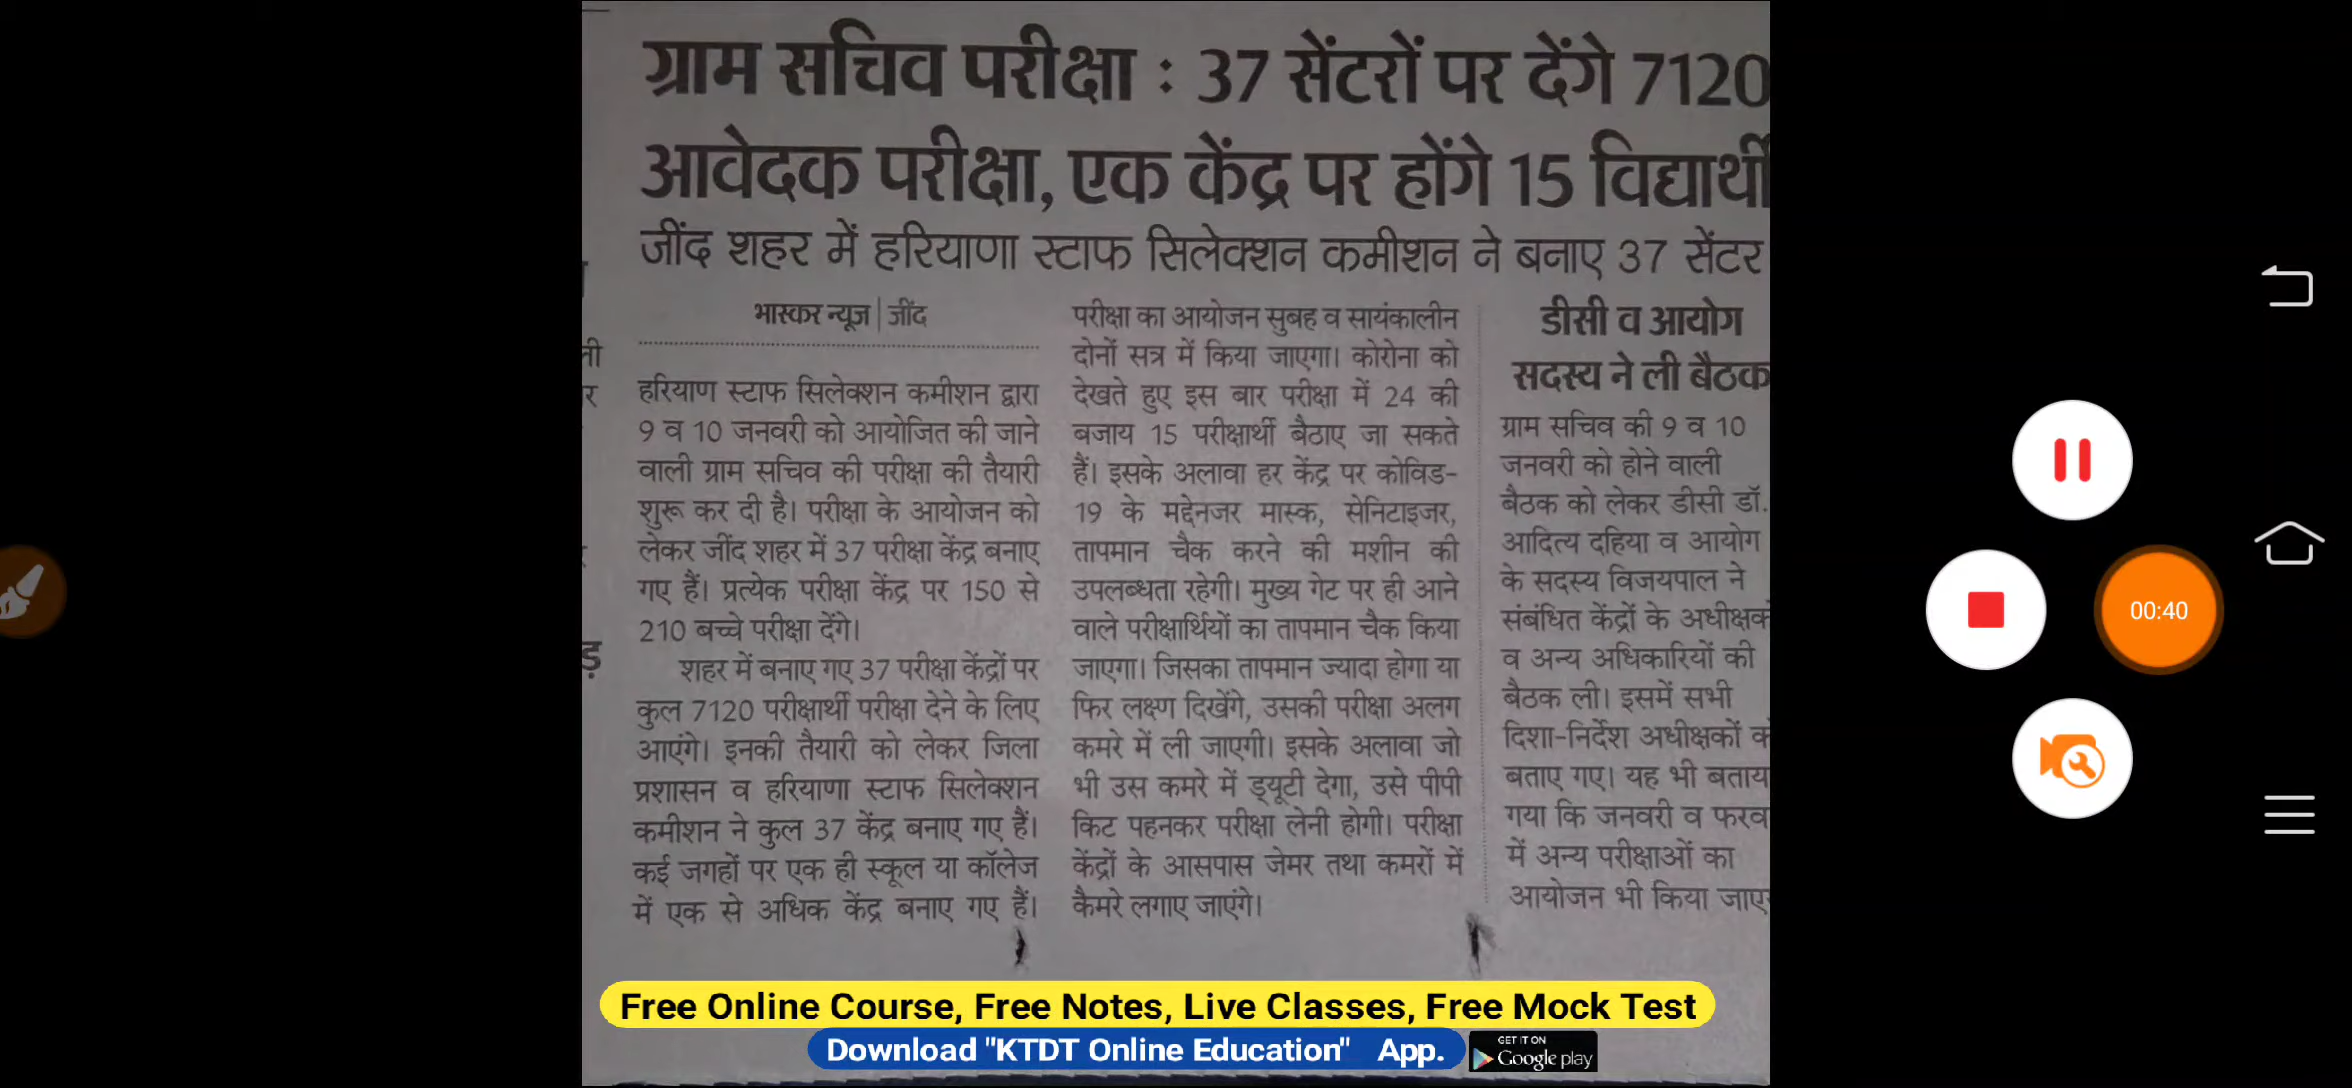 ग्राम सचिव परीक्षा : 37 सेंटरों पर देंगे 7120
आवेदक परीक्षा, एक केंद्र पर होंगे 15 विद्यार्थी
जींद शहर में हरियाणा स्टाफ सिलेक्शन कमीशन ने बनाए 37 सेंटर
भास्कर न्यूज | जींद
हरियाण स्टाफ सिलेक्शन कमीशन द्वारा
9 व 10 जनवरी को आयोजित की जाने
वाली ग्राम सचिव की परीक्षा की तैयारी
शुरू कर दी है। परीक्षा के आयोजन को
लेकर जींद शहर में 37 परीक्षा केंद्र बनाए
गए हैं। प्रत्येक परीक्षा केंद्र पर 150 से
210 बच्चे परीक्षा देंगे।
शहर में बनाए गए 37 परीक्षा केंद्रों पर
कुल 7120 परीक्षार्थी परीक्षा देने के लिए
आएंगे। इनकी तैयारी को लेकर जिला
प्रशासन व हरियाणा स्टाफ सिलेक्शन
कमीशन ने कुल 37 केंद्र बनाए गए हैं।
कई जगहों पर एक ही स्कूल या कॉलेज
में एक से अधिक केंद्र बनाए गए हैं।
परीक्षा का आयोजन सुबह व सायंकालीन
दोनों सत्र में किया जाएगा। कोरोना को
देखते हुए इस बार परीक्षा में 24 की
बजाय 15 परीक्षार्थी बैठाए जा सकते
हैं। इसके अलावा हर केंद्र पर कोविड-
19 के मद्देनजर मास्क, सेनिटाइजर,
तापमान चैक करने की मशीन की
उपलब्धता रहेगी। मुख्य गेट पर ही आने
वाले परीक्षार्थियों का तापमान चैक किया
जाएगा। जिसका तापमान ज्यादा होगा या
फिर लक्ष्ण दिखेंगे, उसकी परीक्षा अलग
कमरे में ली जाएगी। इसके अलावा जो
भी उस कमरे में ड्यूटी देगा, उसे पीपी
किट पहनकर परीक्षा लेनी होगी। परीक्षा
केंद्रों के आसपास जेमर तथा कमरों में
कैमरे लगाए जाएंगे।
डीसी व आयोग
सदस्य ने ली बैठक
ग्राम सचिव की 9 व 10
जनवरी को होने वाली
बैठक को लेकर डीसी डॉ.
आदित्य दहिया व आयोग
के सदस्य विजयपाल ने
संबंधित केंद्रों के
व अन्य अधिकारियों की
बैठक ली। इसमें सभी
दिशा-निर्देश अधीक्षकों
बताए गए। यह भी
गया कि जनवरी व
में अन्य परीक्षाओं का
आयोजन भी किया
Free Online Course, Free Notes, Live Classes, Free Mock Test
Download "KTDT Online Education" App.
GET IT ON
Google play
00:40